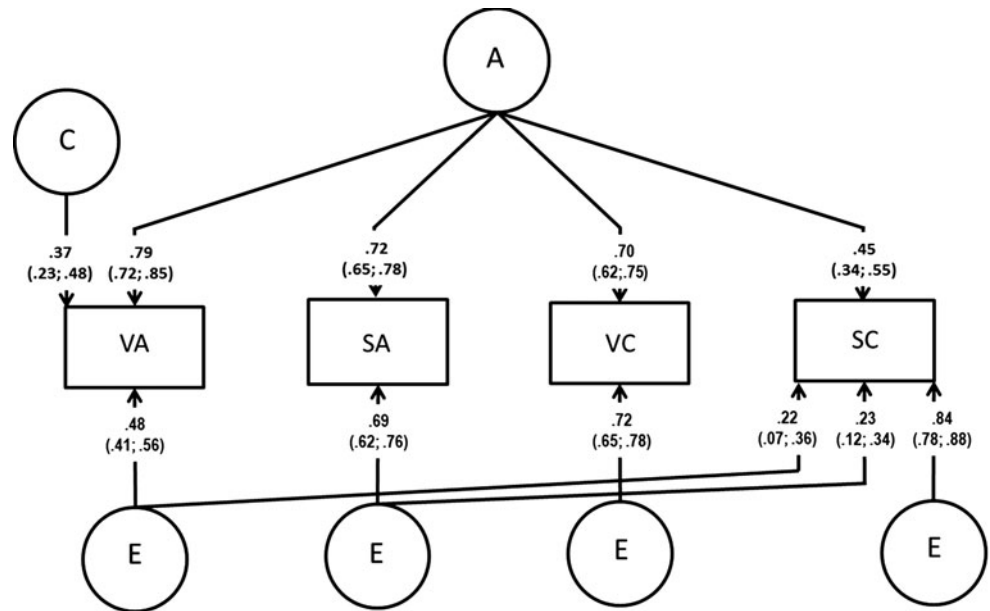 A
C
.37
(.23; .48)
.79
(.72; .85)
.72
(.65; .78)
.70
(.62;.75)
.45
(.34; .55)
VA
SA
VC
SC
.48
(.41; .56)
.69
(.62; .76)
.72
(.65; .78)
.22
(.07; .36)
.23
(.12; .34)
.84
(.78; .88)
E
E
E
E